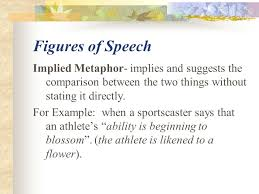 Figures of Speech
Implied Metaphor- implies and suggests the
comparison between the two things without
stating it directly.
For Example: when a sportscaster says that
an athlete's "ability is beginning to
blossom". (the athlete is likened to a
flower).